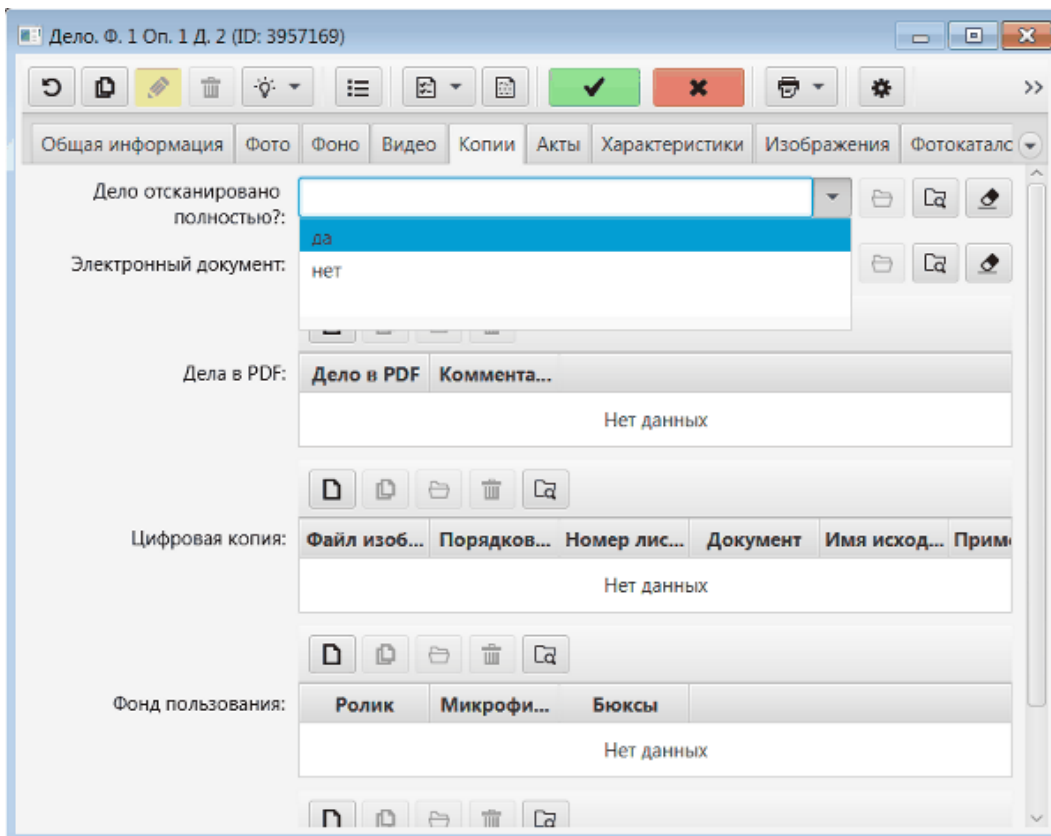 Дело. Ф. 1 Оп. 1 Д. 2 (ID: 3957169)
Общая информация Фото Фоно Видео Копии Акты Характеристики Изображения Фотокатало
Дело отсканировано
полностью?:
да
Электронный документ:
нет
Дела в PDF: Дело в PDF Коммента...
Нет данных
Цифровая копия: Файл изоб... Порядков... Номер лис... Документ Имя исход... Прим
Нет данных
Фонд пользования: Ролик Микрофи... Бюксы
Нет данных